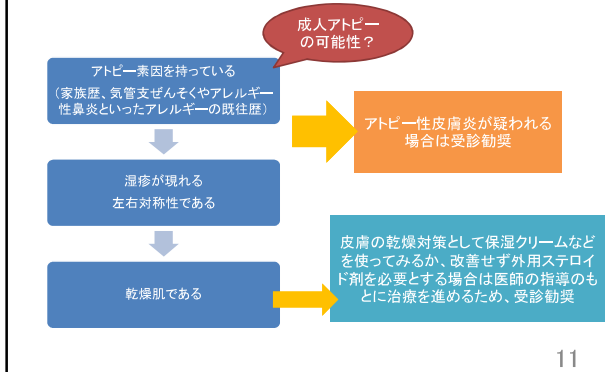 成人アトピー
の可能性？
アトピー素因を持っている
(家族歴、気管支ぜんそくやアレルギー
性鼻炎といったアレルギーの既往歴)
アトピー性皮膚炎が疑われる
場合は受診勧奨
湿疹が現れる
左右対称性である
皮膚の乾燥対策として保湿クリームなど
を使ってみるか、改善せず外用ステロイ
ド剤を必要とする場合は医師の指導のも
とに治療を進めるため、受診勧奨
乾燥肌である
11